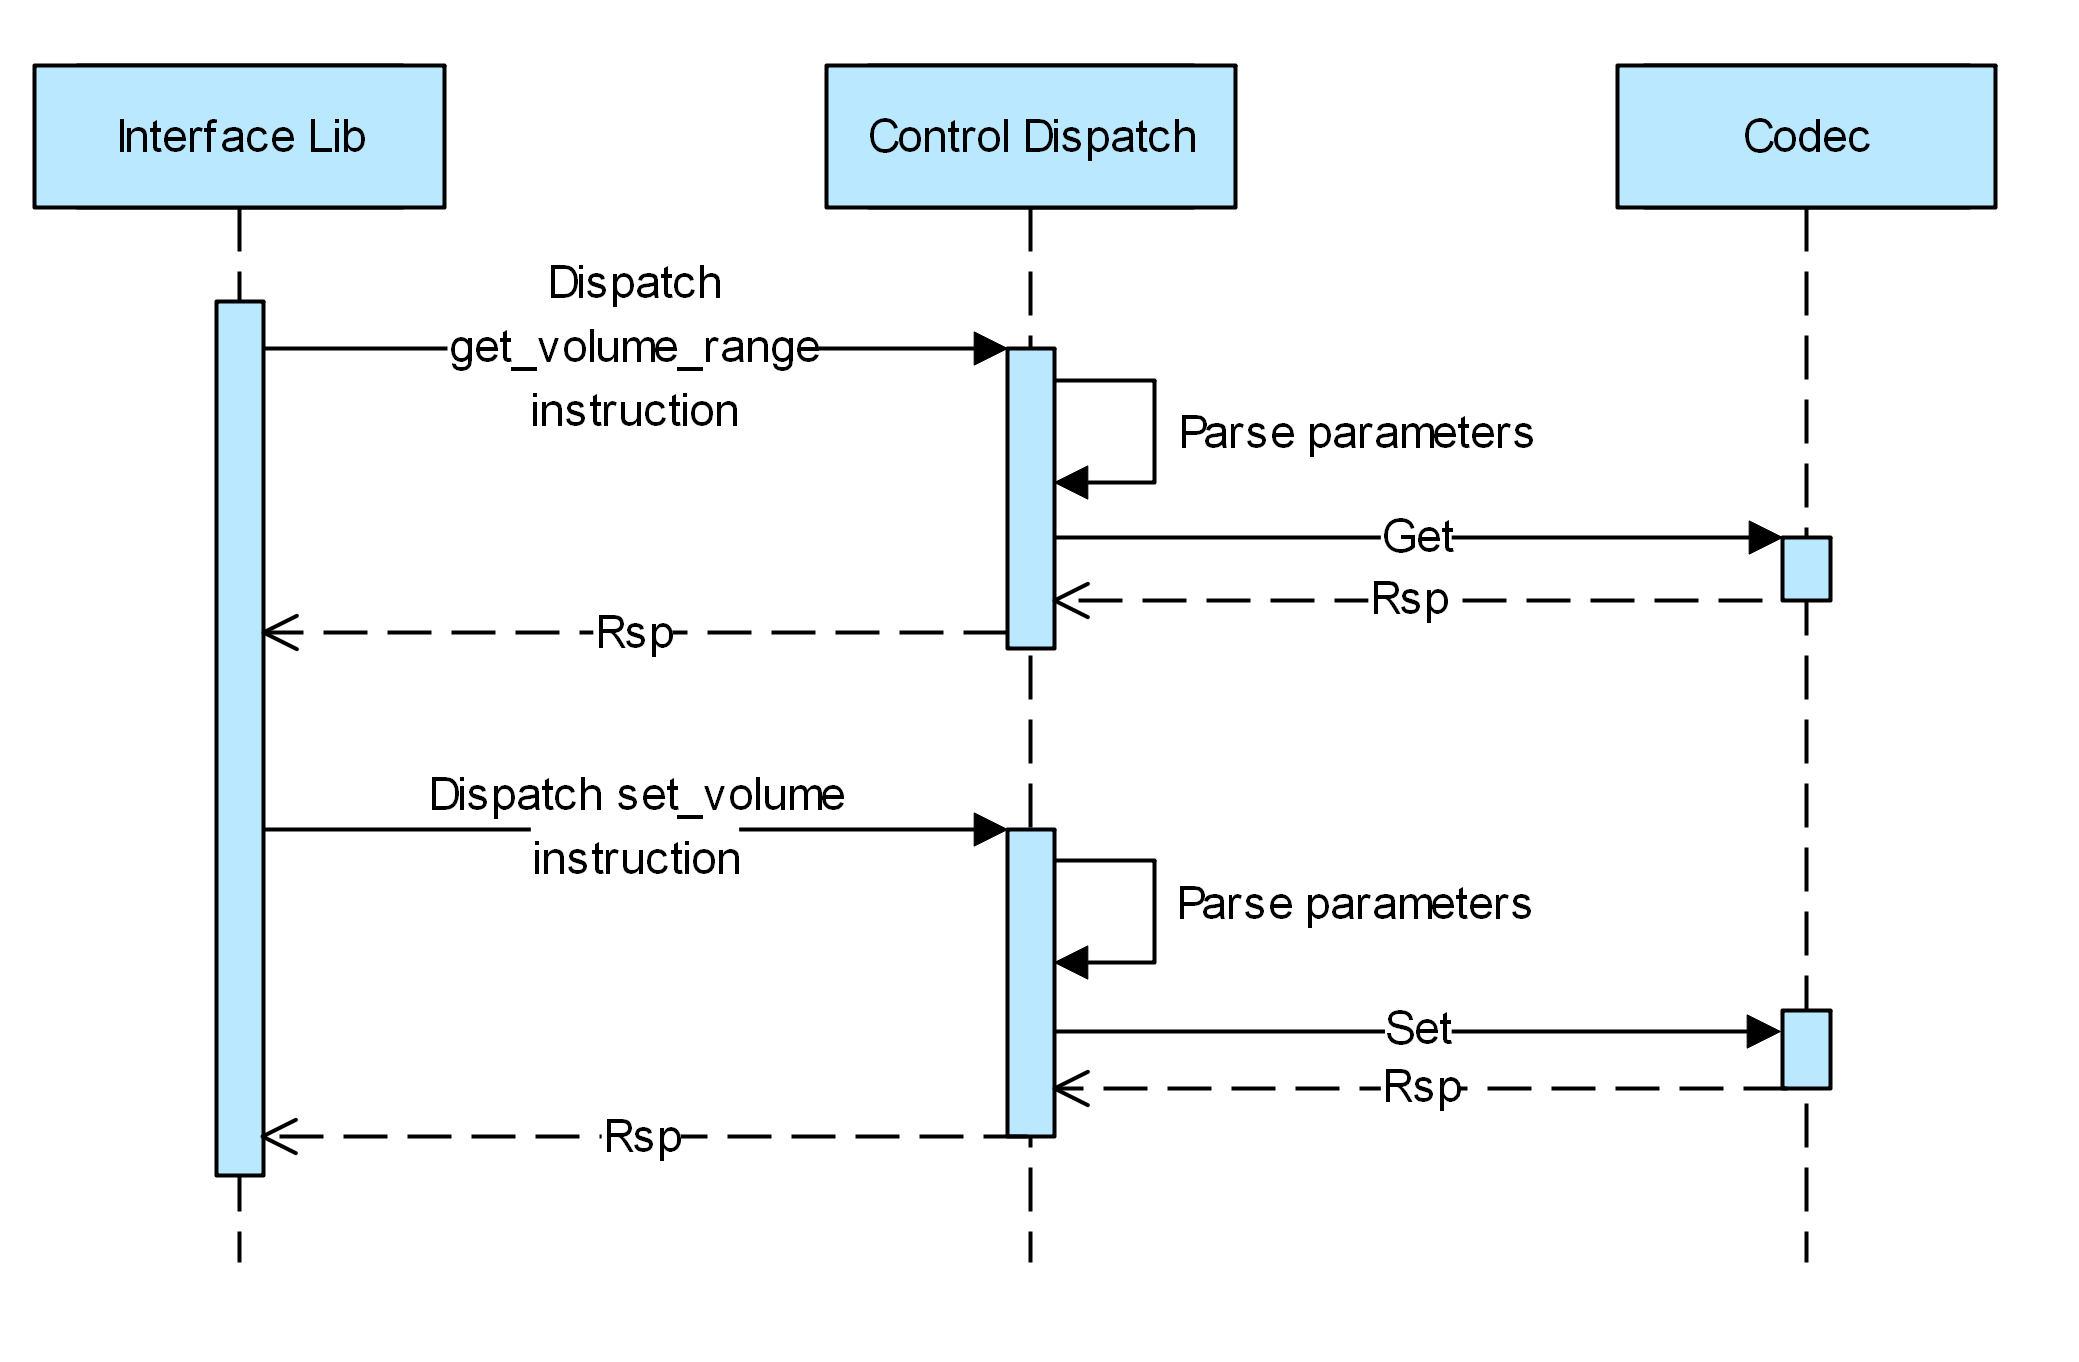 Interface Lib
Control Dispatch
Codec
Dispatch
get_volume_range
instruction
Parse parameters
Get
Rsp
Rsp
Dispatch set_volume
instruction
Parse parameters
Set
Rsp
Rsp